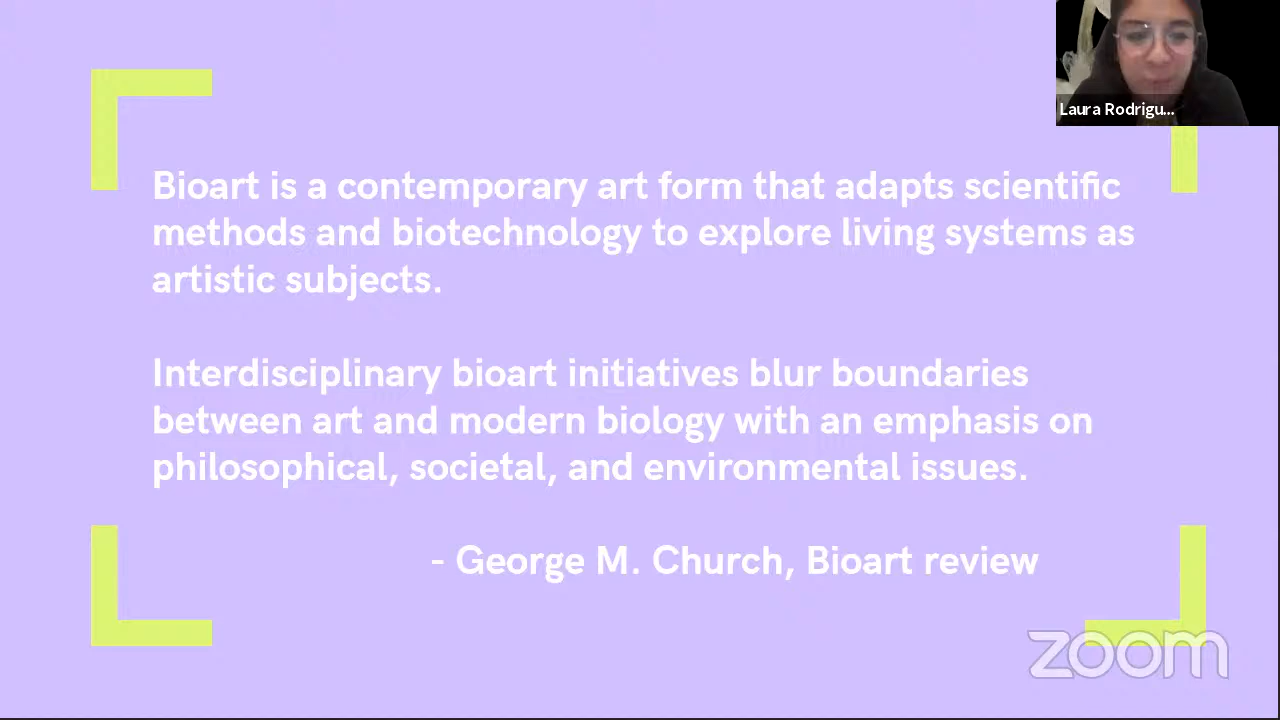 Laura Rodrigu...
Bioart is a contemporary art form that adapts scientific
methods and biotechnology to explore living systems as
artistic subjects.
Interdisciplinary bioart initiatives blur boundaries
between art and modern biology with an emphasis on
philosophical, societal, and environmental issues.
- George M. Church, Bioart review
zoom